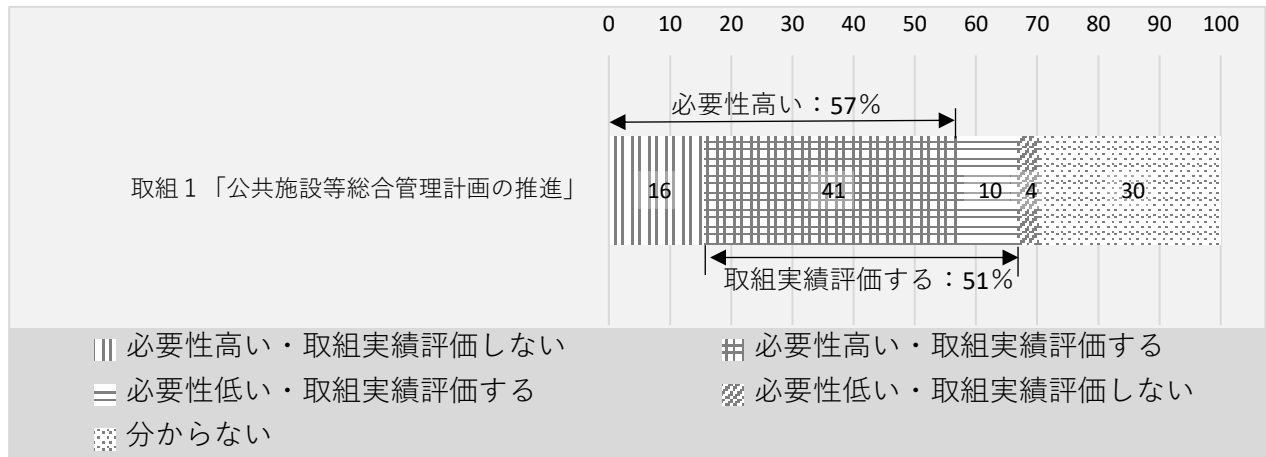 0 10 20 30 40 50 60 70 80 90 100
必要性高い：57％
取組１「公共施設等総合管理計画の推進」 16 41 10 4 30
取組実績評価する：51％
必要性高い・取組実績評価しない 必要性高い・取組実績評価する
必要性低い・取組実績評価する 必要性低い・取組実績評価しない
分からない